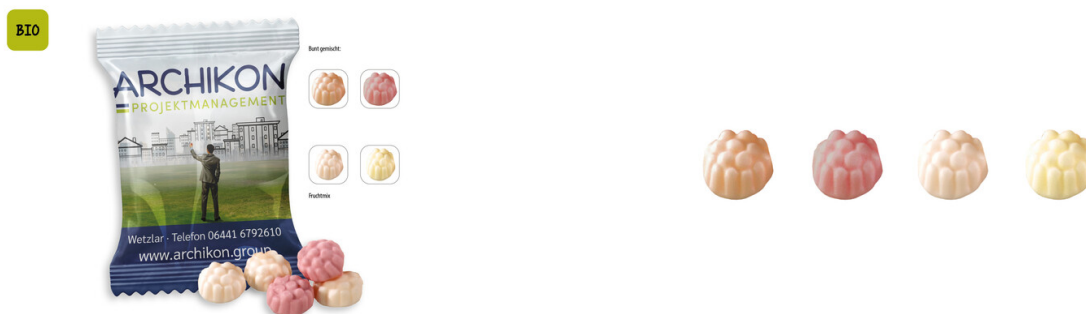 BIO
ARCHIKON
PROJEKTMANAGEMENT
Wetzlar · Telefon 06441 6792610
www.archikon.group
Bunt gemischt:
Fruchtmix